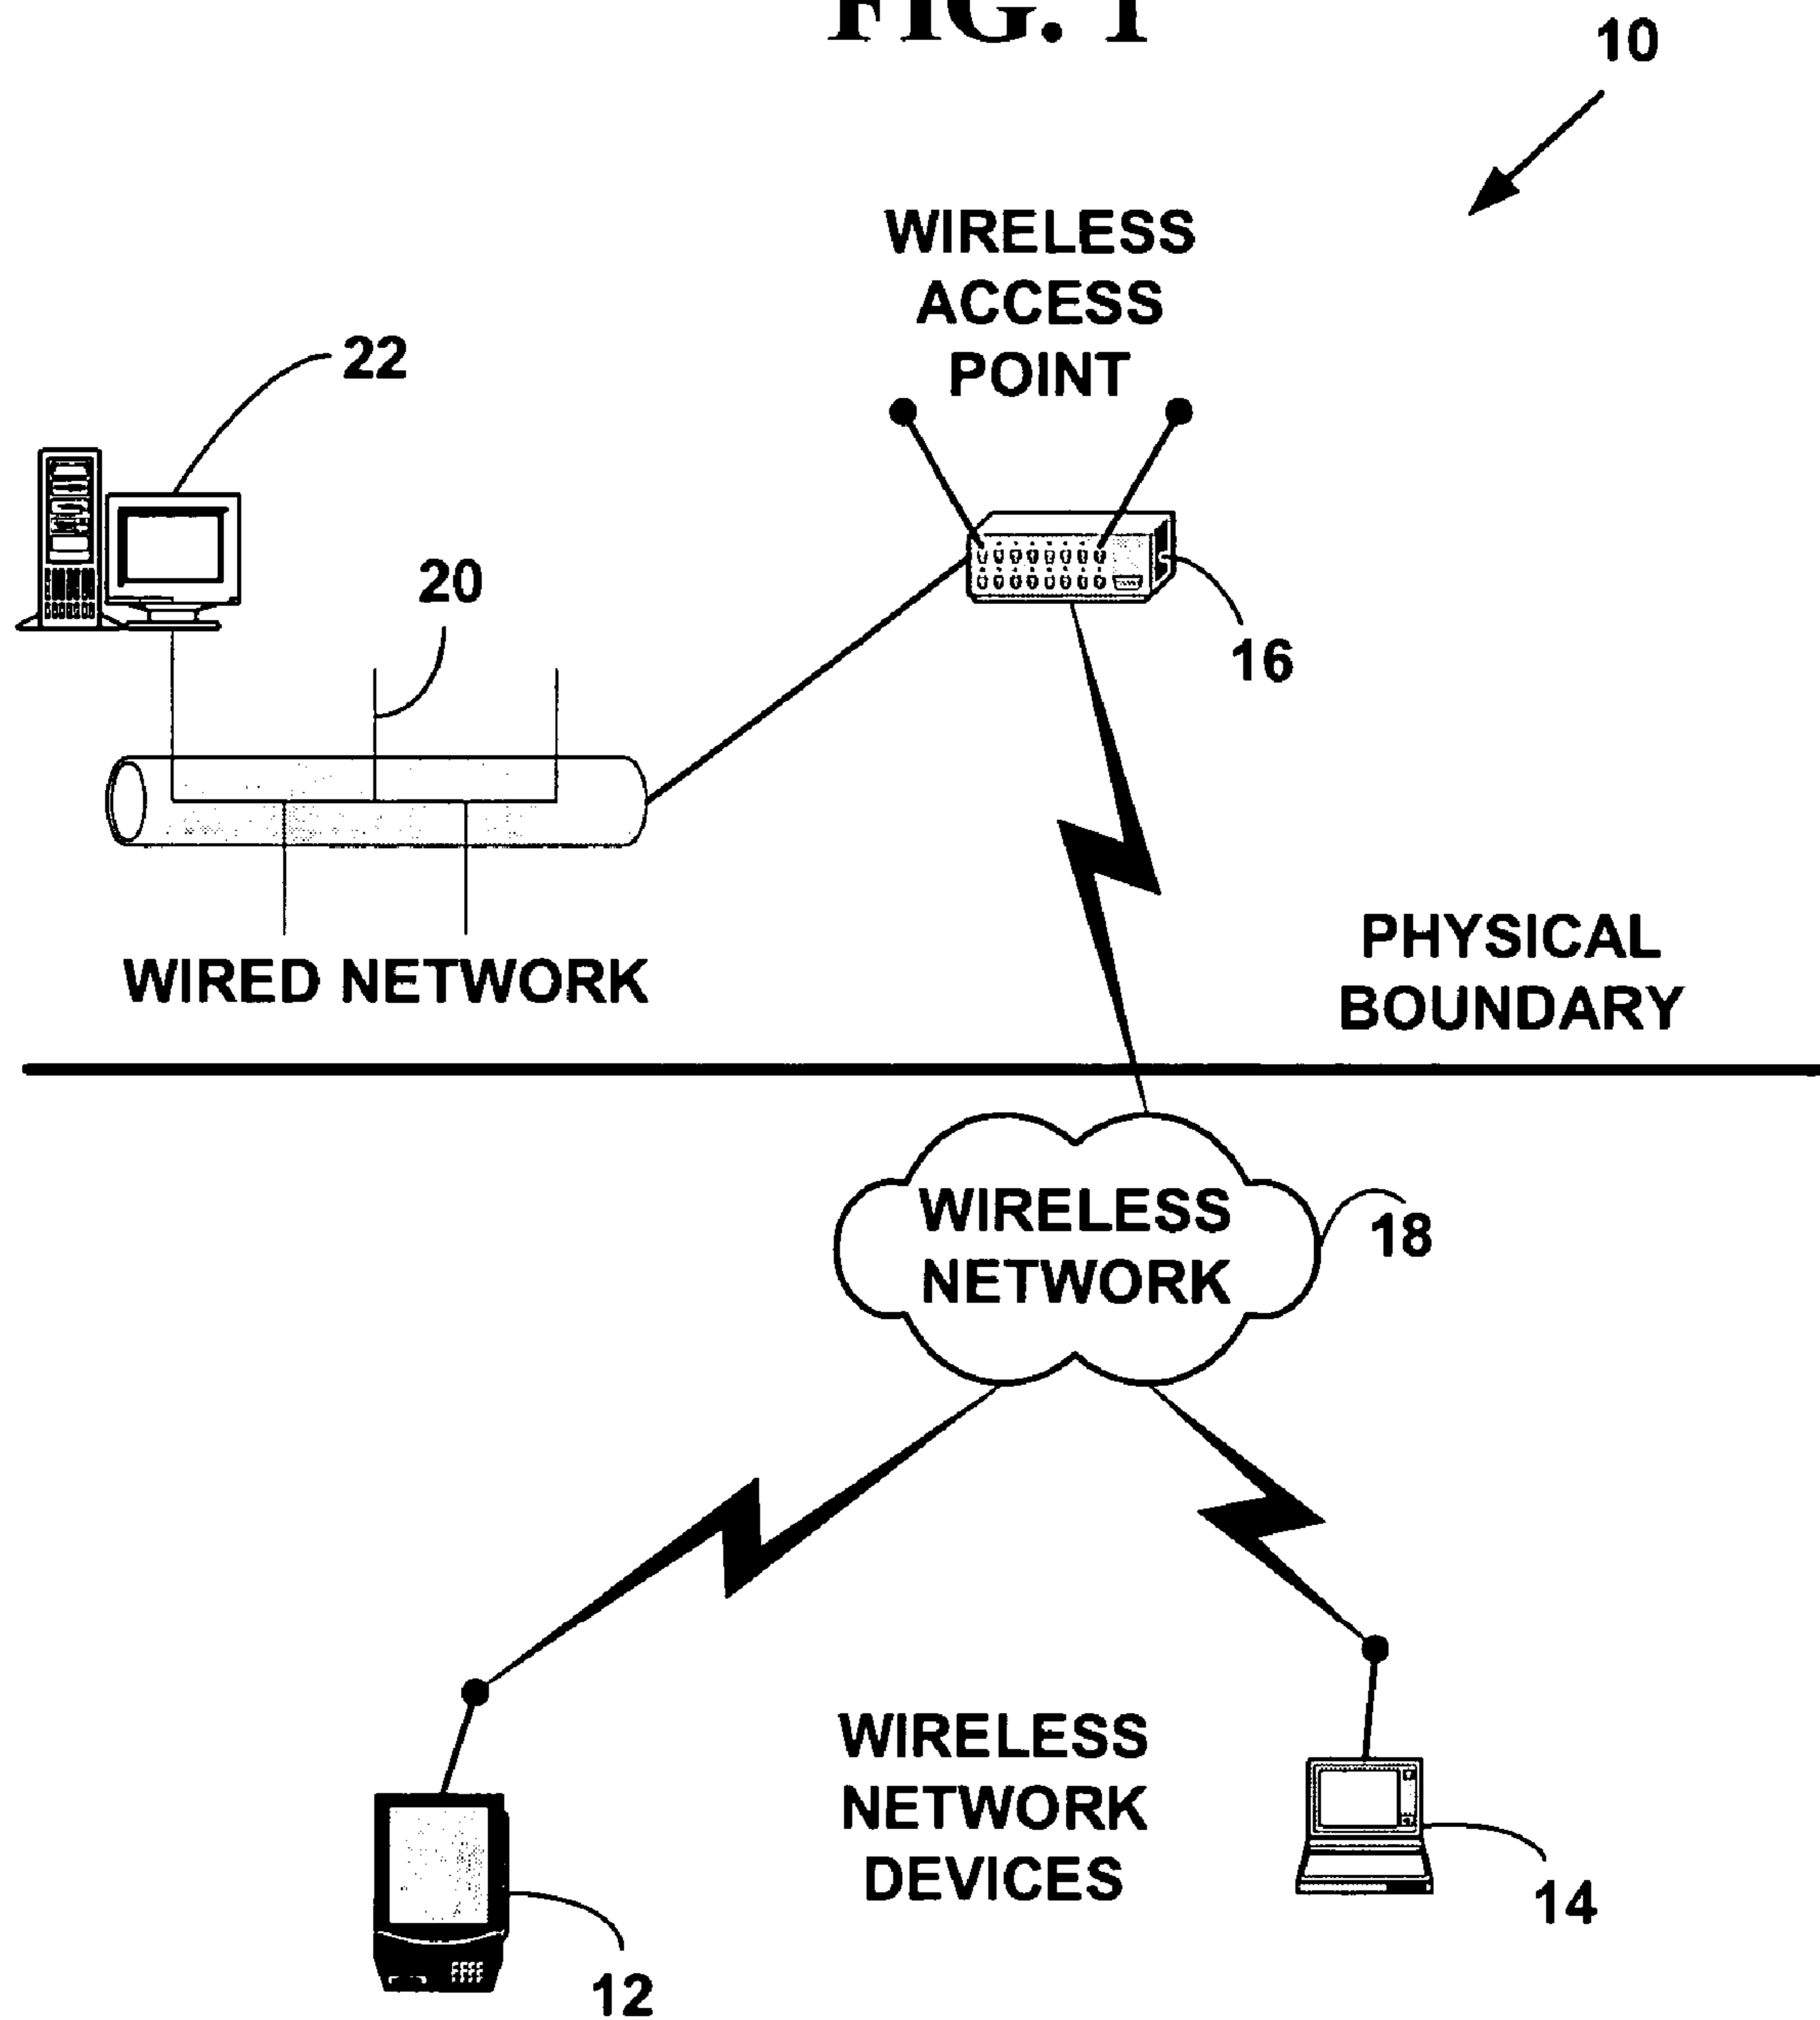 FIG. 1
10
WIRELESS
ACCESS
POINT
22
20
16
WIRED NETWORK
PHYSICAL
BOUNDARY
WIRELESS
NETWORK
18
WIRELESS
NETWORK
DEVICES
14
12